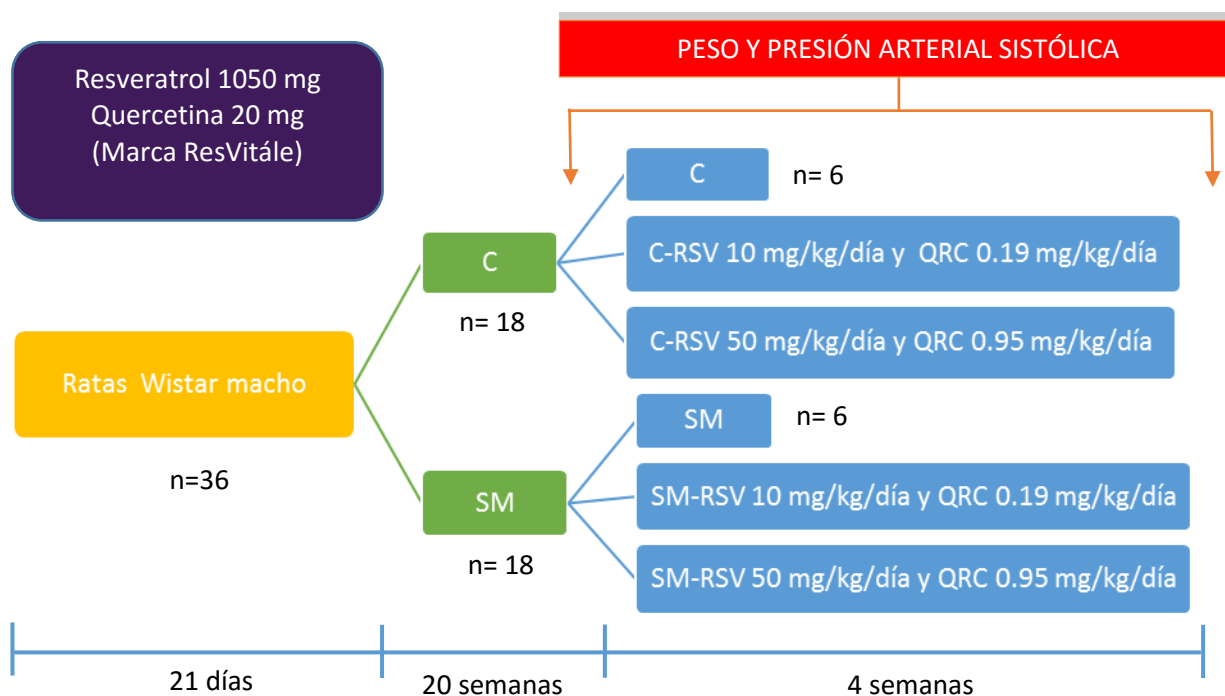 Resveratrol 1050 mg
Quercetina 20 mg
(Marca ResVitále)
PESO Y PRESIÓN ARTERIAL SISTÓLICA
C
n= 6
C-RSV 10 mg/kg/día y QRC 0.19 mg/kg/día
C
n= 18
C-RSV 50 mg/kg/día y QRC 0.95 mg/kg/día
Ratas Wistar macho
n=36
SM
n= 6
SM-RSV 10 mg/kg/día y QRC 0.19 mg/kg/día
SM
n= 18
SM-RSV 50 mg/kg/día y QRC 0.95 mg/kg/día
21 días
20 semanas
4 semanas